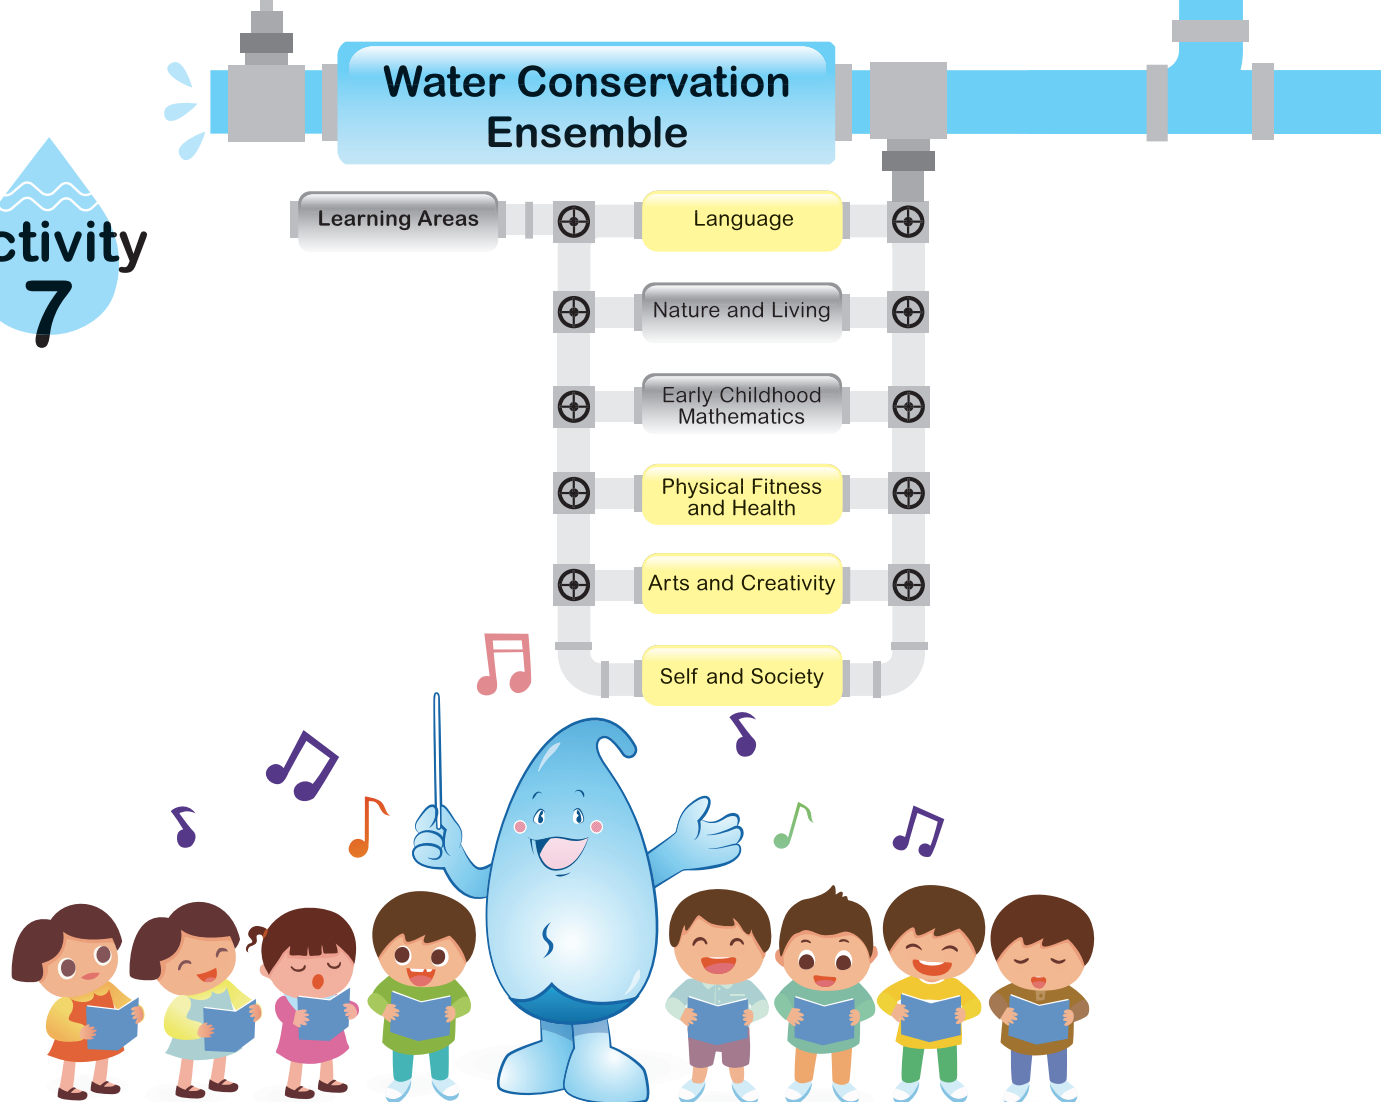 Water Conservation
Ensemble
ctivity
7
Learning Areas
Language
Nature and Living
Early Childhood
Mathematics
Physical Fitness
and Health
Arts and Creativity
Self and Society